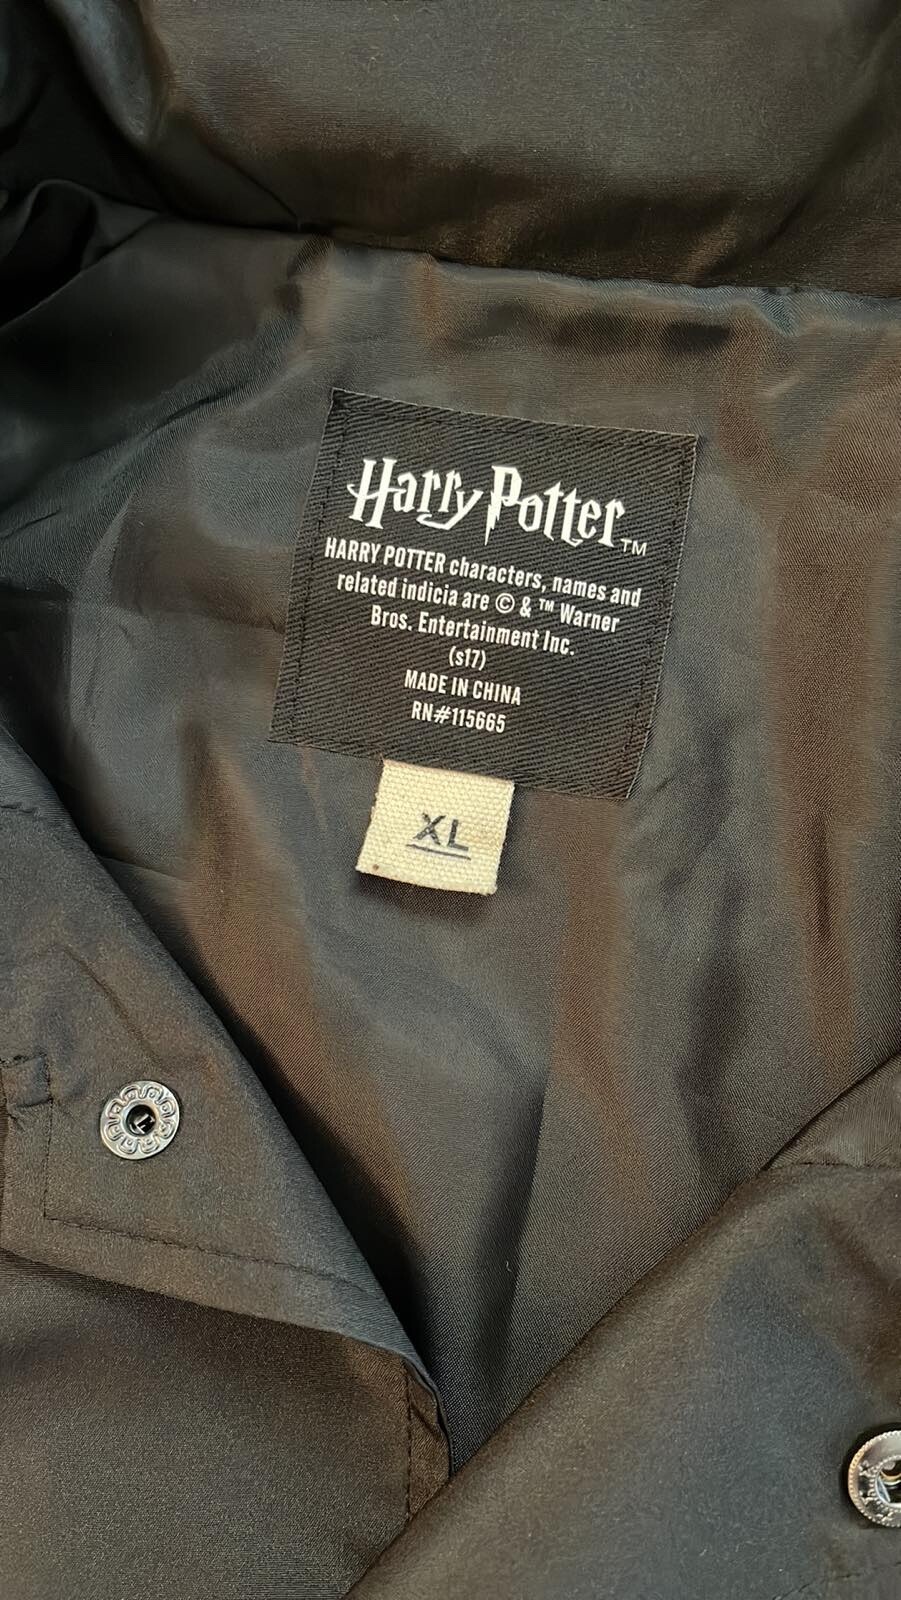 Harry Potter™
HARRY POTTER characters, names and
related indicia are © & ™ Warner
Bros. Entertainment Inc.
(s17)
MADE IN CHINA
RN#115665
XL